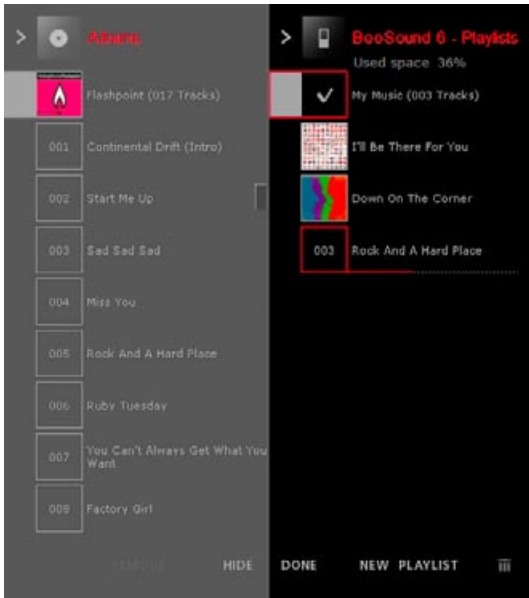 Albums
Flashpoint (017 Tracks)
001 Continental Drift (Intro)
002 Start Me Up
003 Sad Sad Sad
004 Miss You
005 Rock And A Hard Place
006 Ruby Tuesday
007 You Can't Always Get What You
Want
008 Factory Girl
HIDE
BooSound 6 - Playlists
Used space 36%
My Music (003 Tracks)
I'll Be There For You
Down On The Corner
003 Rock And A Hard Place
DONE NEW PLAYLIST